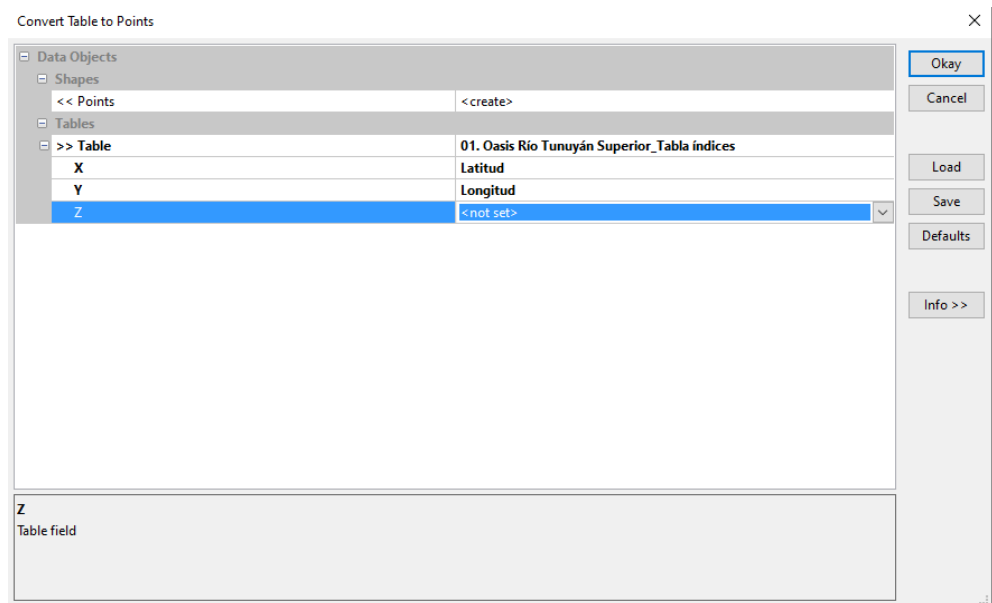 Convert Table to Points
Data Objects
Shapes
<< Points <create>
Tables
>> Table 01. Oasis Río Tunuyán Superior_Tabla índices
X Latitud
Y Longitud
Z <not set>
Okay
Cancel
Load
Save
Defaults
Info >>
Z
Table field